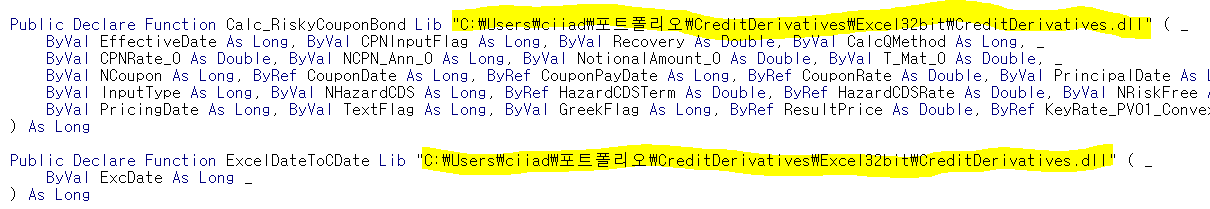 Public Declare Function Calc_RiskyCouponBond Lib "C:₩Users₩ciiad₩포트폴리오₩CreditDerivatives₩Excel32bit₩CreditDerivatives.dll" ( _
ByVal EffectiveDate As Long, ByVal CPNInputFlag As Long, ByVal Recovery As Double, ByVal CalcQMethod As Long, _
ByVal CPNRate_O As Double, ByVal NCPN_Ann_O As Long, ByVal NotionalAmount_O As Double, ByVal T_Mat_O As Double, _
ByVal NCoupon As Long, ByRef CouponDate As Long, ByRef CouponPayDate As Long, ByRef CouponRate As Double, ByVal PrincipalDate As L
ByVal InputType As Long, ByVal NHazardCDS As Long, ByRef HazardCDSTerm As Double, ByRef HazardCDSRate As Double, ByVal NRiskFree A
ByVal PricingDate As Long, ByVal TextFlag As Long, ByVal GreekFlag As Long, ByRef ResultPrice As Double, ByRef KeyRate_PV01_Convex
) As Long
Public Declare Function ExcelDateToCDate Lib "C:₩Users₩ciiad₩포트폴리오₩CreditDerivatives₩Excel32bit₩CreditDerivatives.dll" ( _
ByVal ExcDate As Long _
) As Long